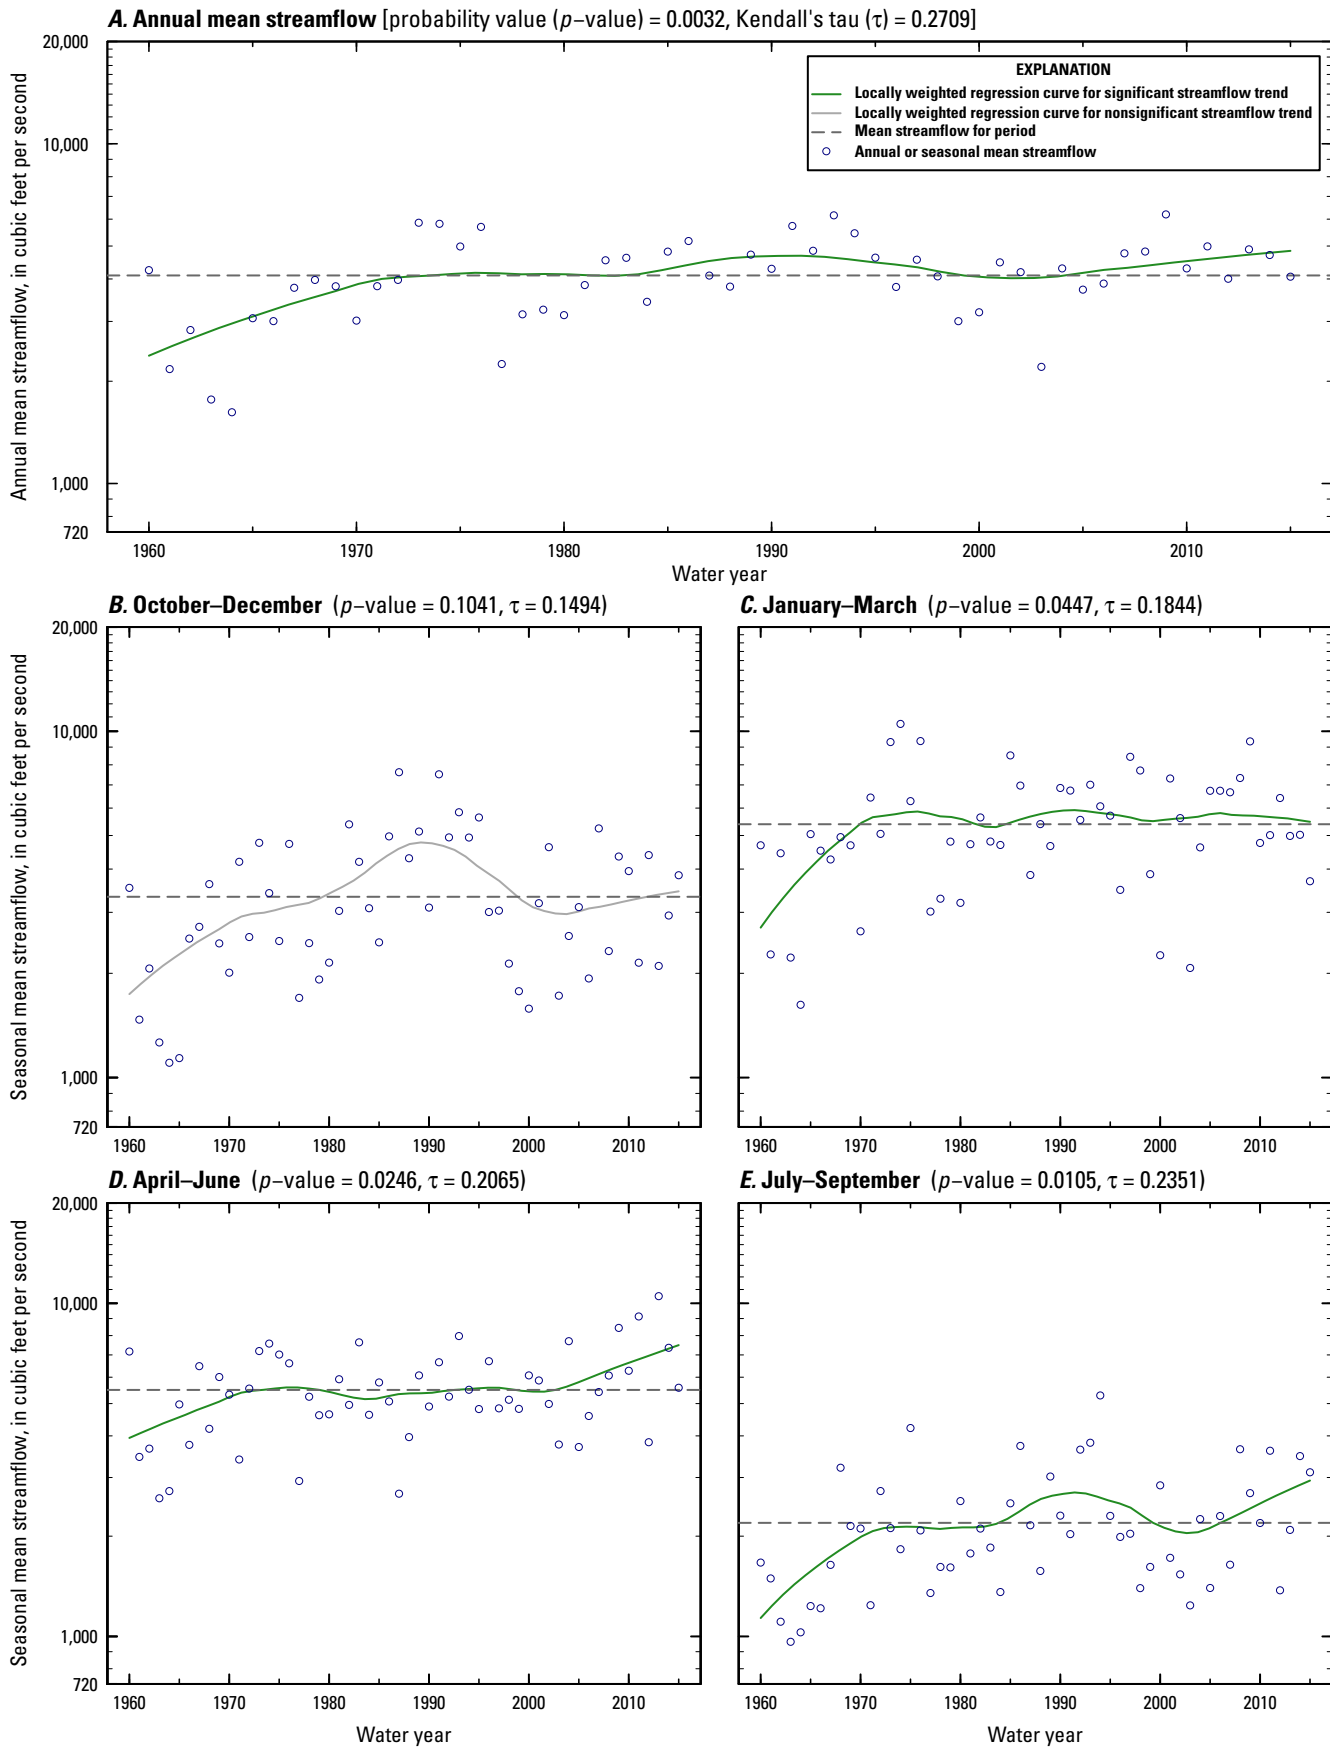 A. Annual mean streamflow [probability value (p−value) = 0.0032, Kendall's tau (τ) = 0.2709]
20,000
10,000
1,000
720
Annual mean streamflow, in cubic feet per second
EXPLANATION
Locally weighted regression curve for significant streamflow trend
Locally weighted regression curve for nonsignificant streamflow trend
Mean streamflow for period
Annual or seasonal mean streamflow
1960 1970 1980 1990 2000 2010
Water year
B. October–December (p−value = 0.1041, τ = 0.1494)
20,000
10,000
1,000
720
Seasonal mean streamflow, in cubic feet per second
1960 1970 1980 1990 2000 2010
C. January–March (p−value = 0.0447, τ = 0.1844)
1960 1970 1980 1990 2000 2010
D. April–June (p−value = 0.0246, τ = 0.2065)
20,000
10,000
1,000
720
Seasonal mean streamflow, in cubic feet per second
1960 1970 1980 1990 2000 2010
Water year
E. July–September (p−value = 0.0105, τ = 0.2351)
1960 1970 1980 1990 2000 2010
Water year